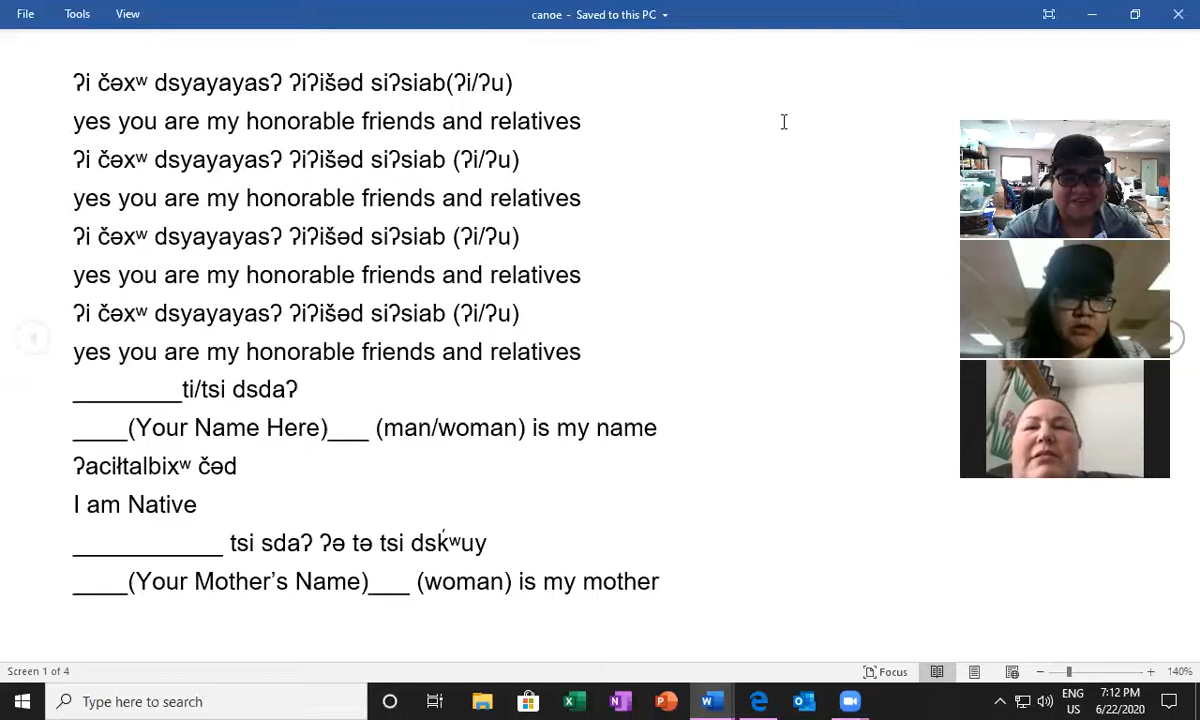 File Tools View canoe - Saved to this PC
ʔi čəxʷ dsyayayasʔ ʔiʔišəd siʔsiab(ʔi/ʔu)
yes you are my honorable friends and relatives
ʔi čəxʷ dsyayayasʔ ʔiʔišəd siʔsiab (ʔi/ʔu)
yes you are my honorable friends and relatives
ʔi čəxʷ dsyayayasʔ ʔiʔišəd siʔsiab (ʔi/ʔu)
yes you are my honorable friends and relatives
ʔi čəxʷ dsyayayasʔ ʔiʔišəd siʔsiab (ʔi/ʔu)
yes you are my honorable friends and relatives
________ti/tsi dsdaʔ
____(Your Name Here)___ (man/woman) is my name
ʔaciłtalbixʷ čəd
I am Native
___________ tsi sdaʔ ʔə tə tsi dsk̓ʷuy
____(Your Mother’s Name)___ (woman) is my mother
Screen 1 of 4 Focus 140%
Type here to search ENG US 7:12 PM 6/22/2020